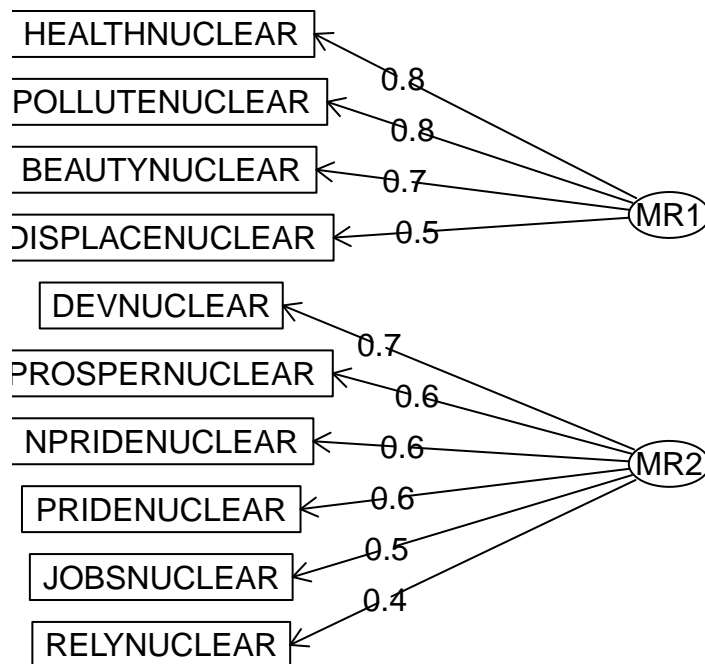 HEALTHNUCLEAR
0.8
POLLUTENUCLEAR
0.8
BEAUTYNUCLEAR
0.7
MR1
DISPLACENUCLEAR
0.5
DEVNUCLEAR
0.7
PROSPERNUCLEAR
0.6
NPRIDENUCLEAR
0.6
MR2
PRIDENUCLEAR
0.6
JOBSNUCLEAR
0.5
RELYNUCLEAR
0.4